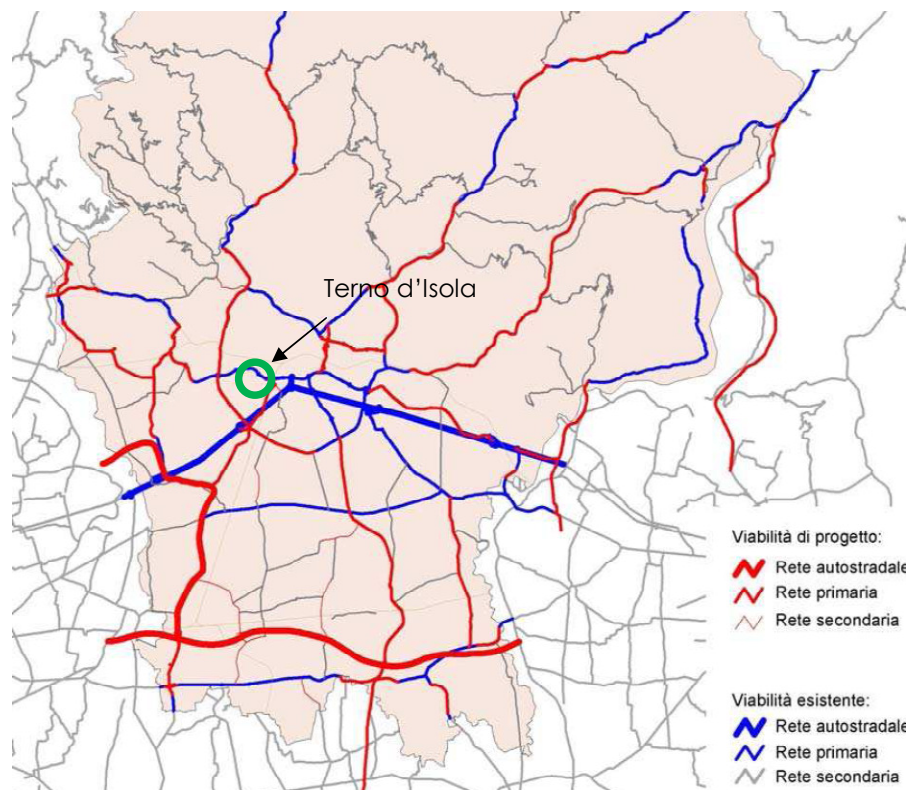 Terno d'Isola
Viabilità di progetto:
Rete autostradale
Rete primaria
Rete secondaria
Viabilità esistente:
Rete autostradale
Rete primaria
Rete secondaria